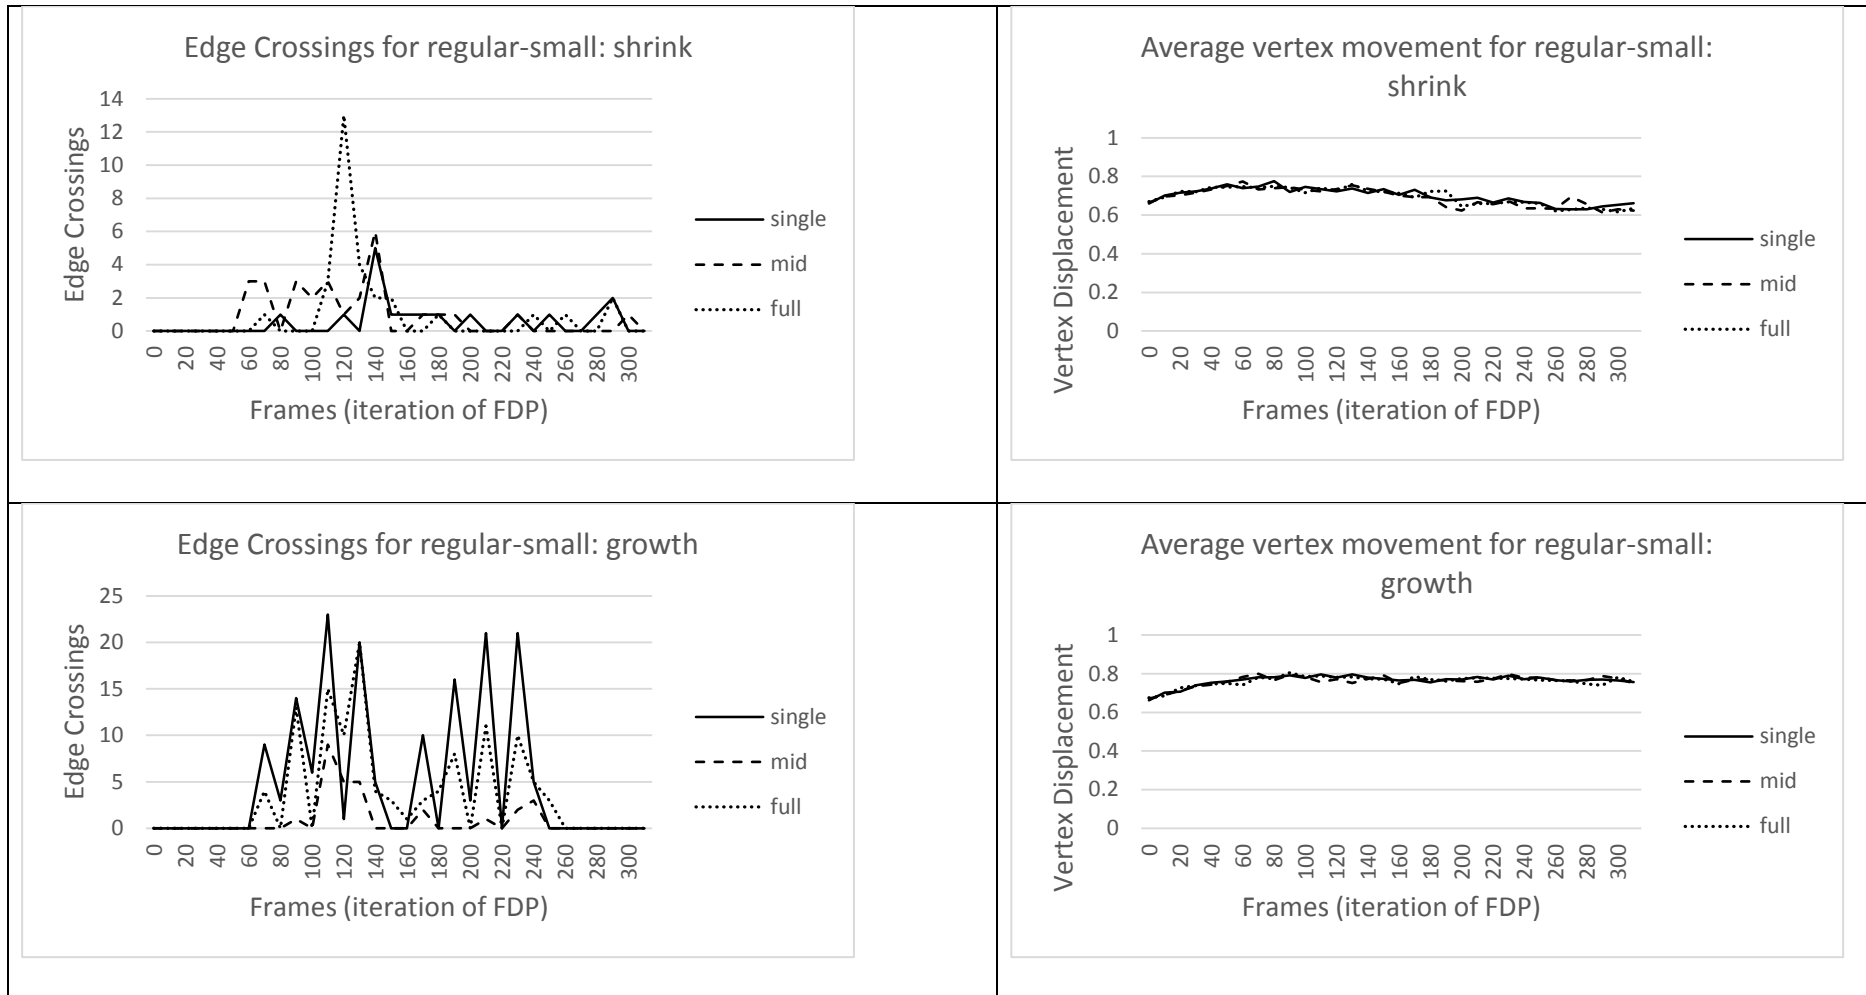 Edge Crossings for regular-small: shrink
14
12
10
8
6
4
2
0
Edge Crossings
0 20 40 60 80 100 120 140 160 180 200 220 240 260 280 300
Frames (iteration of FDP)
single
mid
full
Average vertex movement for regular-small:
shrink
1
0.8
0.6
0.4
0.2
0
Vertex Displacement
0 20 40 60 80 100 120 140 160 180 200 220 240 260 280 300
Frames (iteration of FDP)
single
mid
full
Edge Crossings for regular-small: growth
25
20
15
10
5
0
Edge Crossings
0 20 40 60 80 100 120 140 160 180 200 220 240 260 280 300
Frames (iteration of FDP)
single
mid
full
Average vertex movement for regular-small:
growth
1
0.8
0.6
0.4
0.2
0
Vertex Displacement
0 20 40 60 80 100 120 140 160 180 200 220 240 260 280 300
Frames (iteration of FDP)
single
mid
full